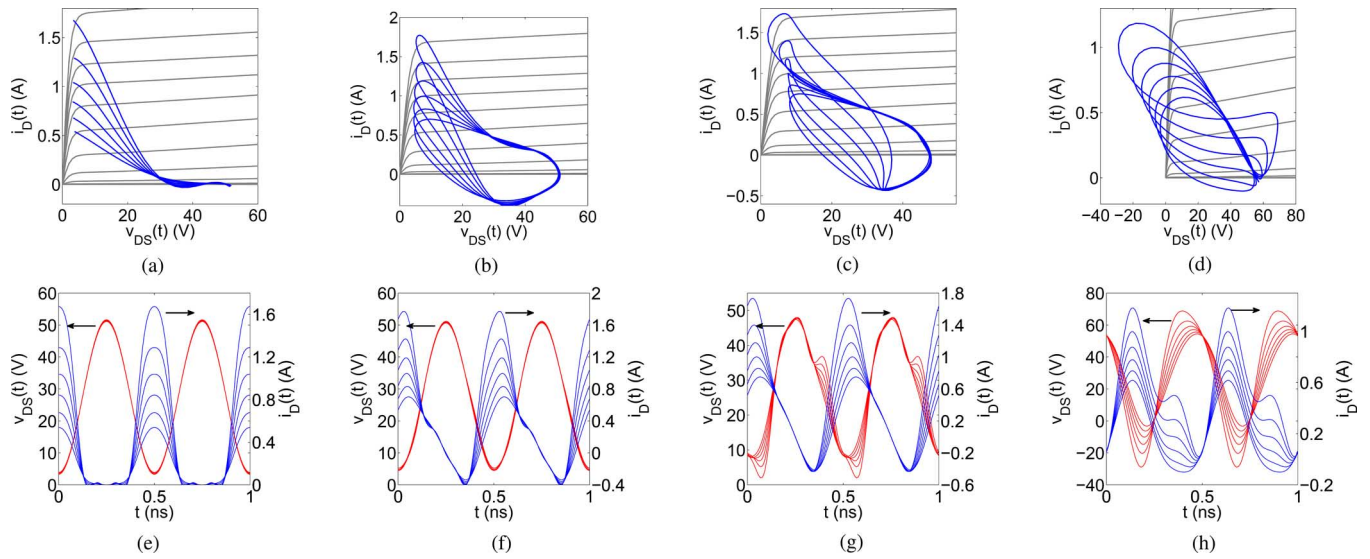 1.5
1
0.5
0
i_D(t) (A)
0 20 40 60
v_DS(t) (V)
(a)
2
1.5
1
0.5
0
i_D(t) (A)
0 20 40 60
v_DS(t) (V)
(b)
1.5
1
0.5
0
-0.5
i_D(t) (A)
0 20 40
v_DS(t) (V)
(c)
1
0.5
0
i_D(t) (A)
-40 -20 0 20 40 60 80
v_DS(t) (V)
(d)
60
50
40
30
20
10
0
v_DS(t) (V)
1.6
1.2
0.8
0.4
0
i_D(t) (A)
0 0.5 1
t (ns)
(e)
60
50
40
30
20
10
0
v_DS(t) (V)
2
1.6
1.2
0.8
0.4
0
-0.4
i_D(t) (A)
0 0.5 1
t (ns)
(f)
50
40
30
20
10
0
v_DS(t) (V)
1.8
1.4
1
0.6
0.2
-0.2
-0.6
i_D(t) (A)
0 0.5 1
t (ns)
(g)
80
60
40
20
0
-20
-40
v_DS(t) (V)
1
0.6
0.2
-0.2
i_D(t) (A)
0 0.5 1
t (ns)
(h)